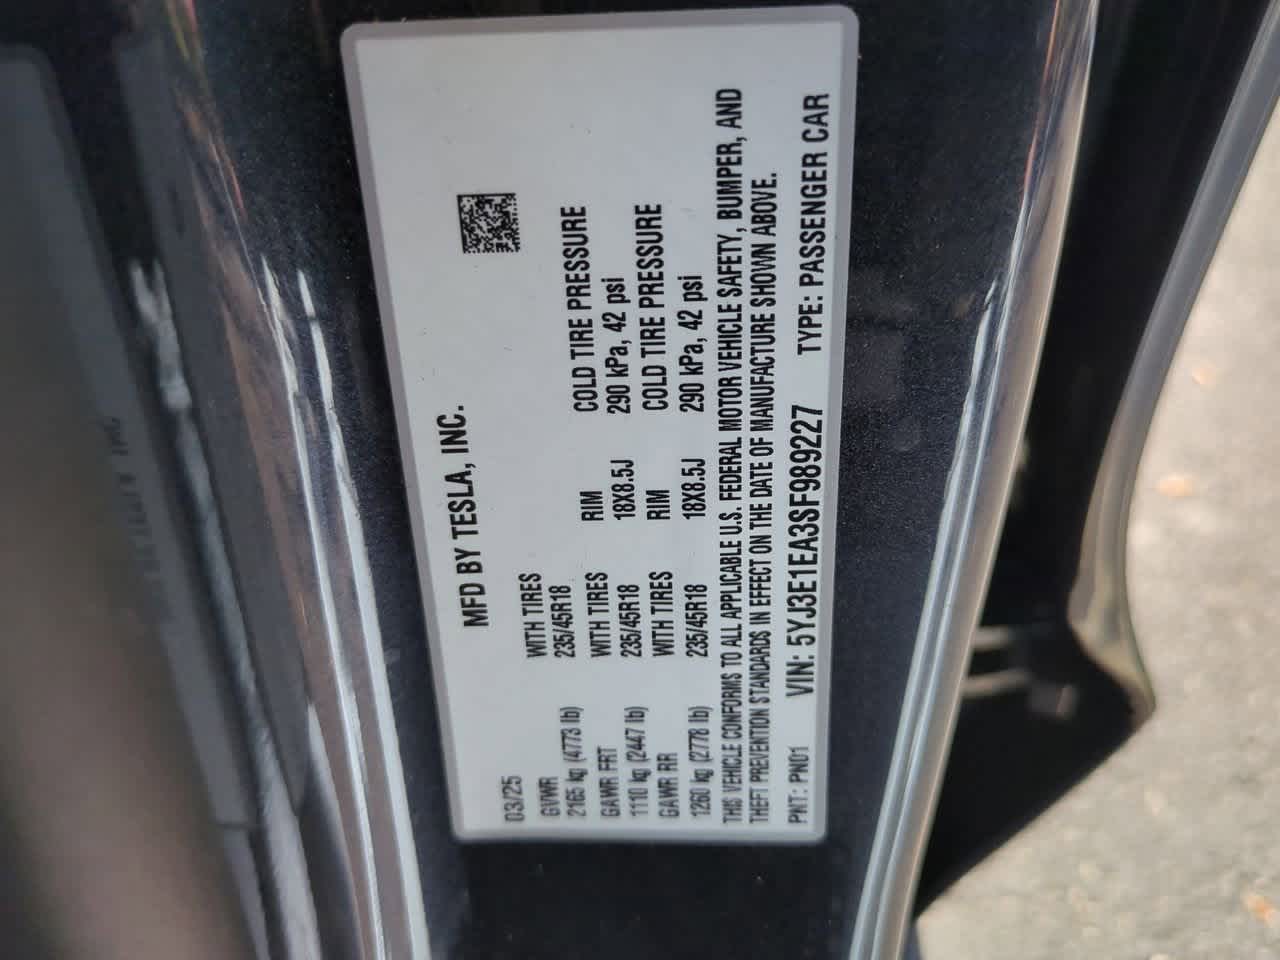 MFD BY TESLA, INC.
03/25
GVWR WITH TIRES RIM COLD TIRE PRESSURE
2165 kg (4773 lb) 235/45R18
GAWR FRT WITH TIRES RIM COLD TIRE PRESSURE
1110 kg (2447 lb) 235/45R18 18X8.5J 290 kPa, 42 psi
GAWR RR WITH TIRES RIM COLD TIRE PRESSURE
1260 kg (2778 lb) 235/45R18 18X8.5J 290 kPa, 42 psi
THIS VEHICLE CONFORMS TO ALL APPLICABLE U.S. FEDERAL MOTOR VEHICLE SAFETY, BUMPER, AND
THEFT PREVENTION STANDARDS IN EFFECT ON THE DATE OF MANUFACTURE SHOWN ABOVE.
PNT: PN01 VIN: 5YJ3E1EA3SF989227 TYPE: PASSENGER CAR